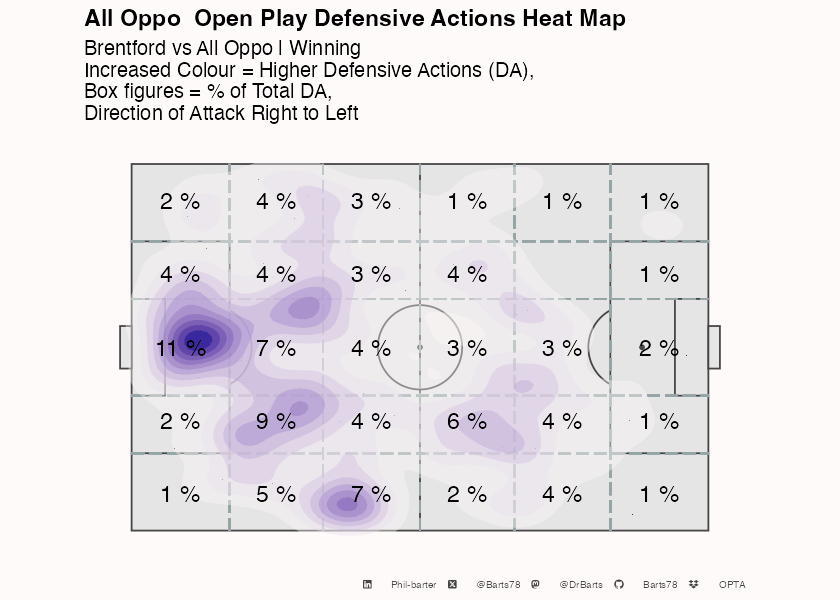 All Oppo  Open Play Defensive Actions Heat Map
Brentford vs All Oppo | Winning
Increased Colour = Higher Defensive Actions (DA),
Box figures = % of Total DA,
Direction of Attack Right to Left
2 % 4 % 3 % 1 % 1 % 1 %
4 % 4 % 3 % 4 % 1 %
11 % 7 % 4 % 3 % 3 % 2 %
2 % 9 % 4 % 6 % 4 % 1 %
1 % 5 % 7 % 2 % 4 % 1 %
Phil-barter @Barts78 @DrBarts Barts78 OPTA